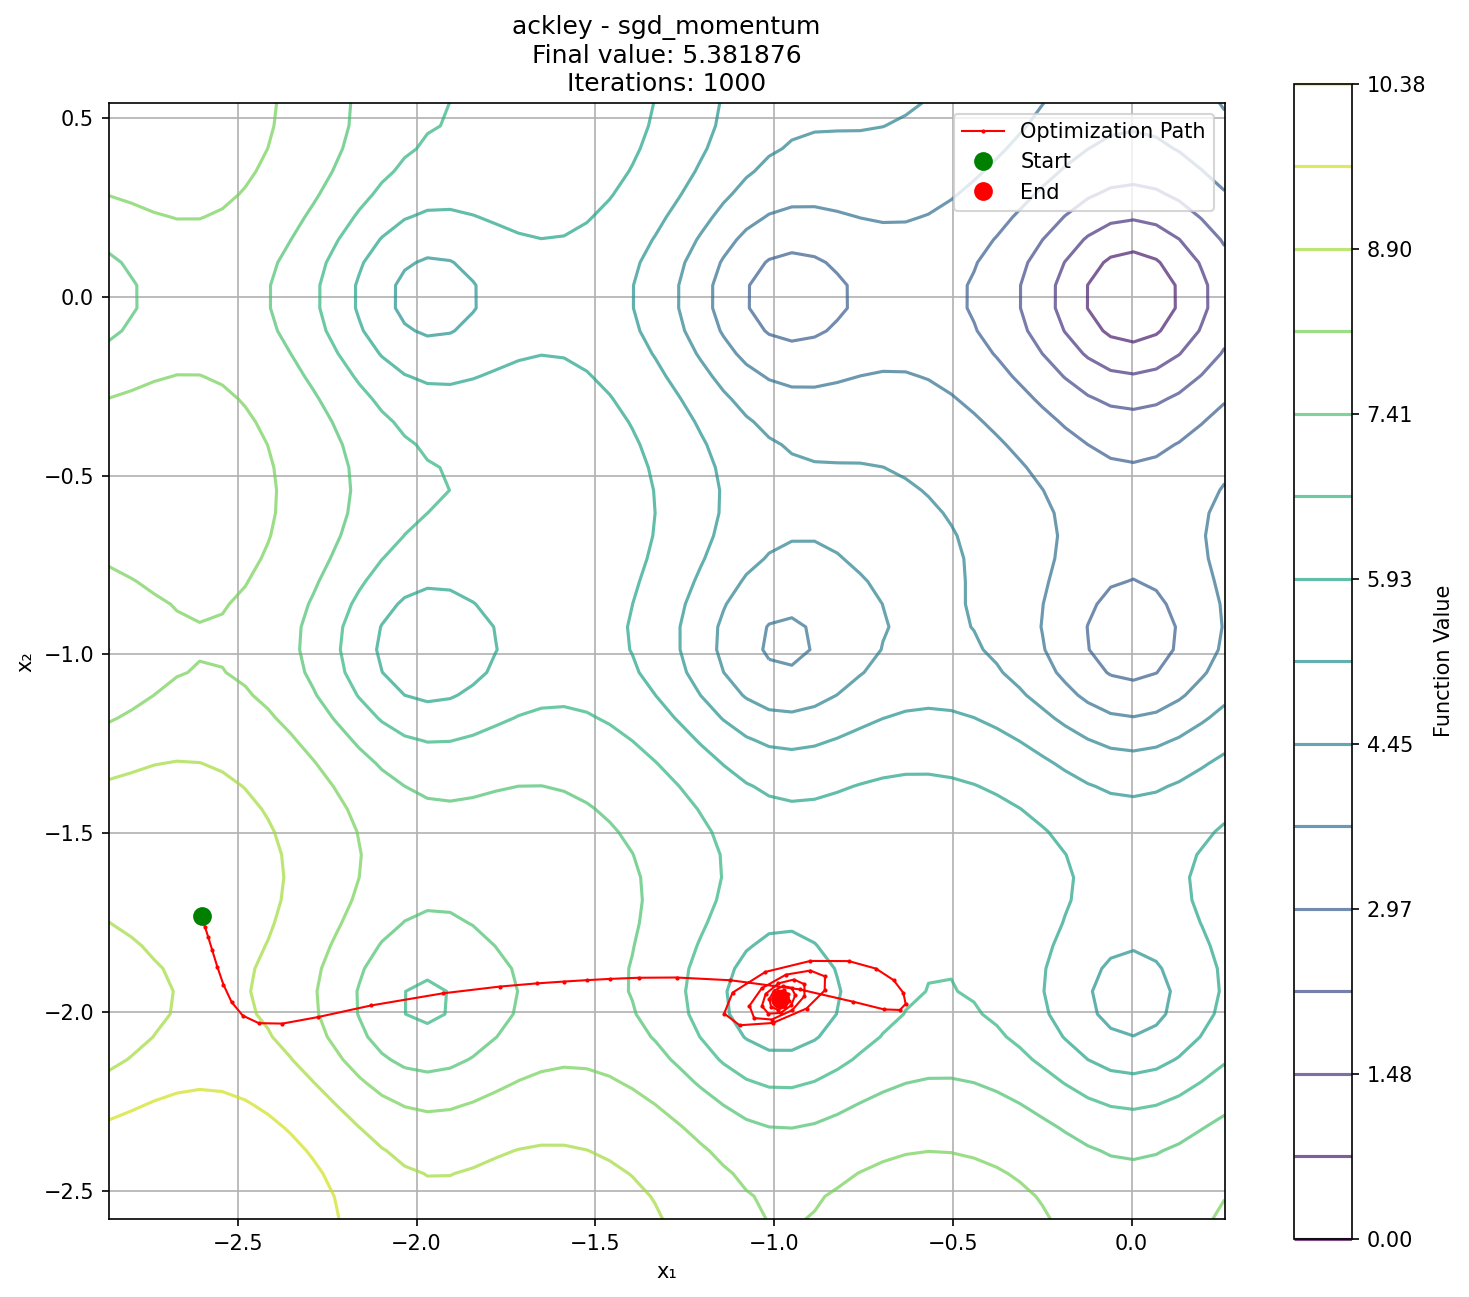 ackley - sgd_momentum
Final value: 5.381876
Iterations: 1000
Optimization Path
Start
End
0.5
0.0
−0.5
−1.0
−1.5
−2.0
−2.5
x₂
−2.5
−2.0
−1.5
−1.0
−0.5
0.0
x₁
10.38
8.90
7.41
5.93
4.45
2.97
1.48
0.00
Function Value